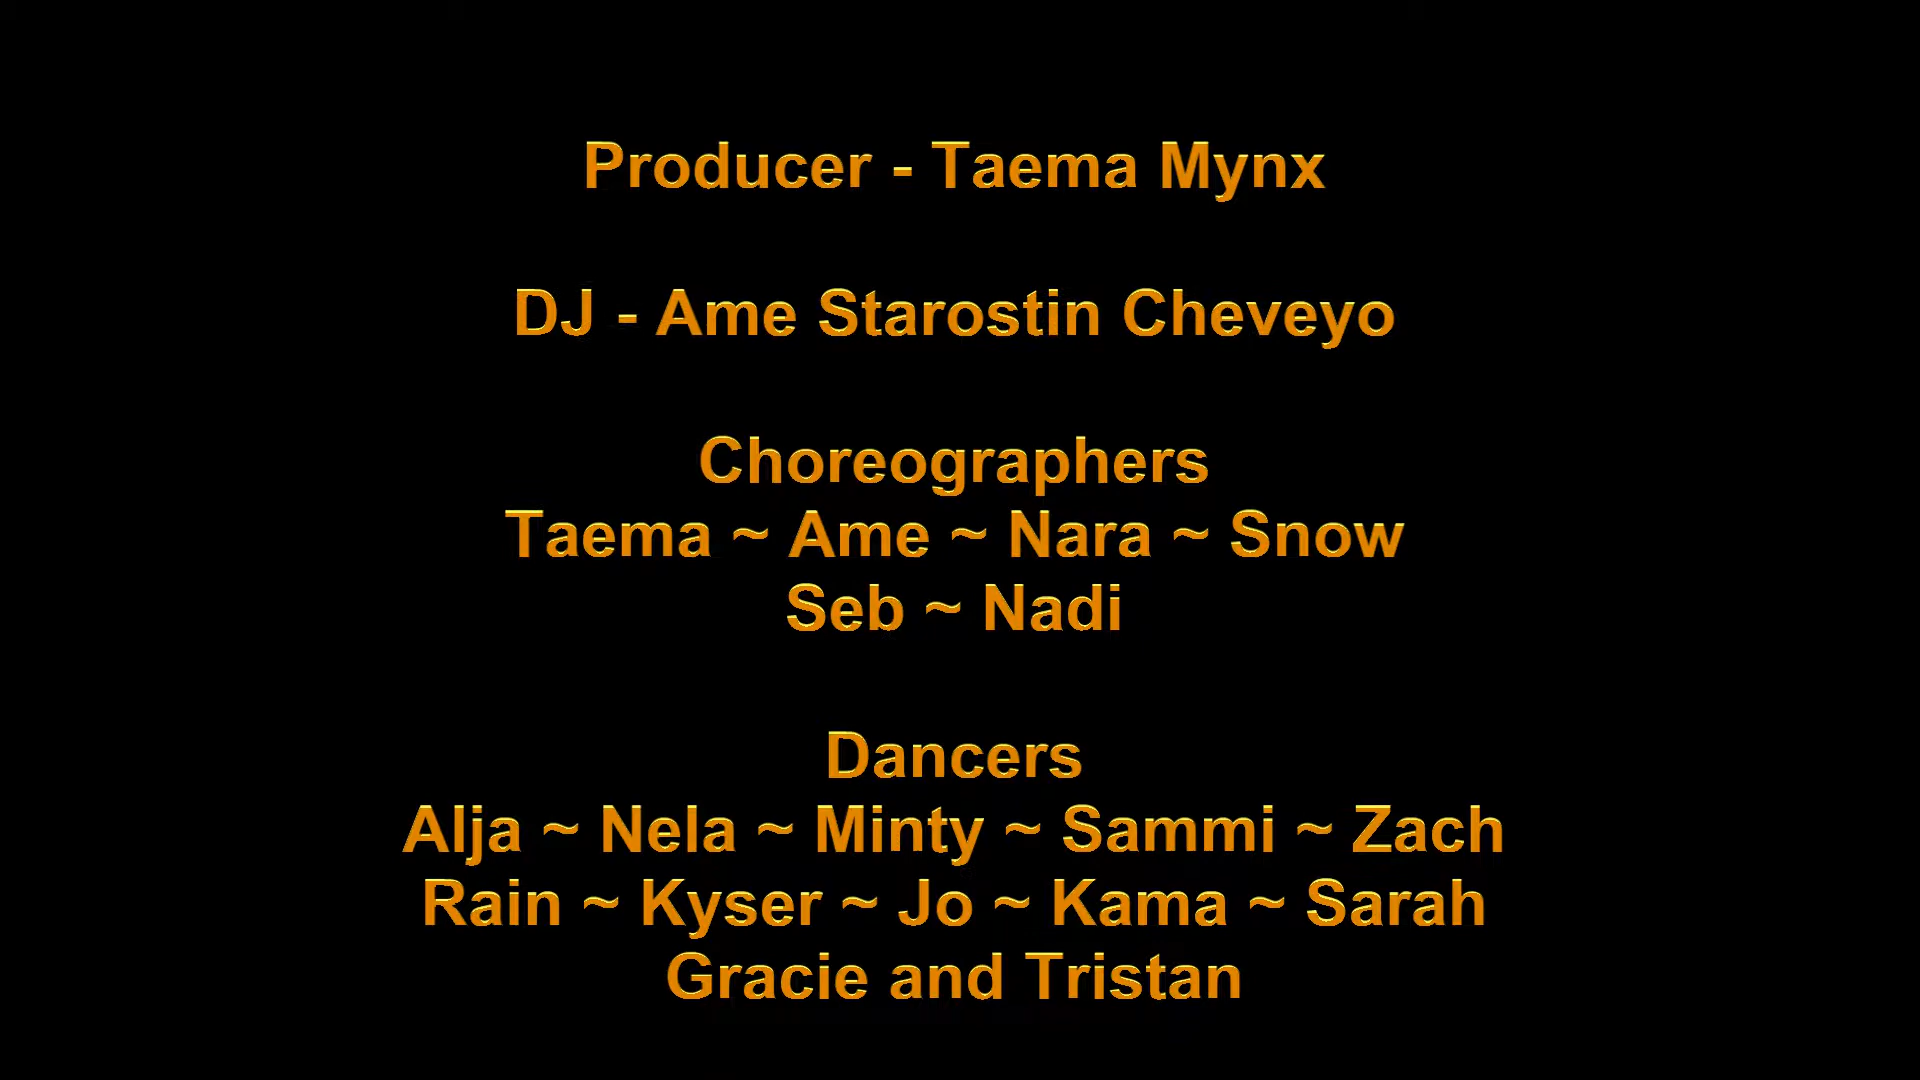 Producer - Taema Mynx
DJ - Ame Starostin Cheveyo
Choreographers
Taema ~ Ame ~ Nara ~ Snow
Seb ~ Nadi
Dancers
Alja ~ Nela ~ Minty ~ Sammi ~ Zach
Rain ~ Kyser ~ Jo ~ Kama ~ Sarah
Gracie and Tristan